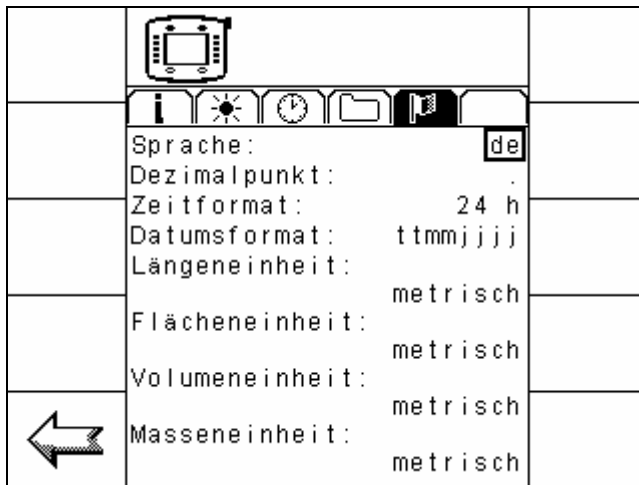 i
Sprache: de
Dezimalpunkt: .
Zeitformat: 24 h
Datumsformat: ttmmjjjj
Längeneinheit:
metrisch
Flächeneinheit:
metrisch
Volumeneinheit:
metrisch
Masseneinheit:
metrisch